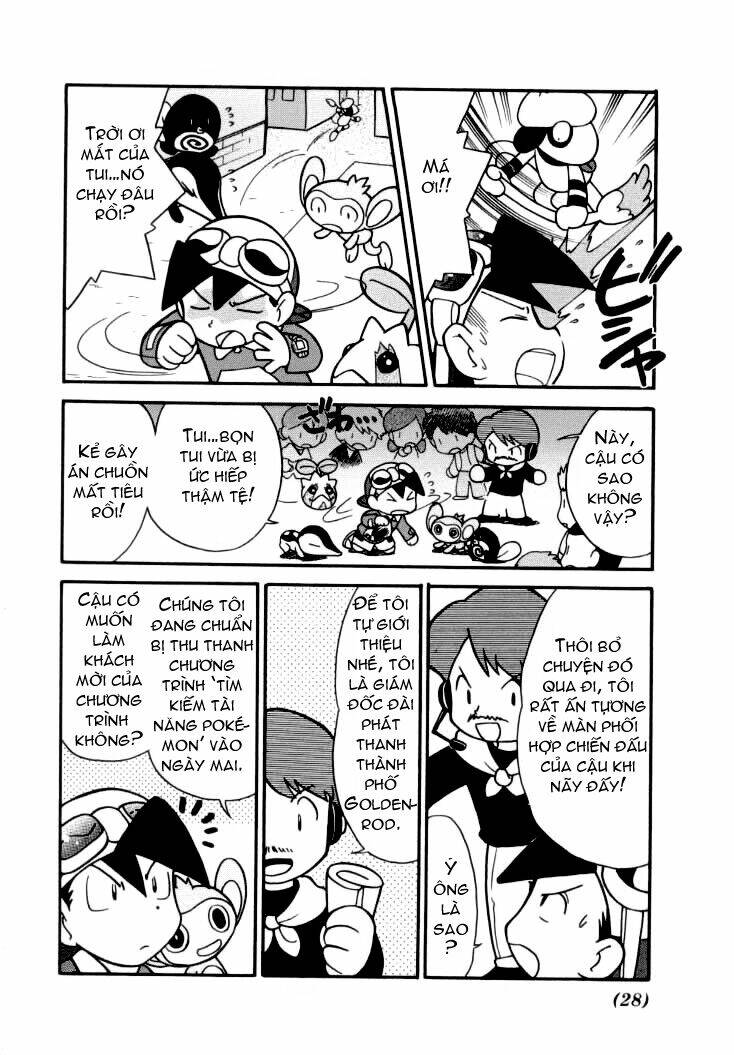 MÁ
ƠI!!
ビシャ
TRỜI ƠI
MẮT CỦA
TUI...NÓ
CHẠY ĐÂU
RỒI?
NÀY,
CẬU CÓ
SAO
KHÔNG
VẬY?
ざわ...
TUI...BỌN
TUI VỪA BỊ
ỨC HIẾP
THẬM TỆ!
KẺ GÂY
ÁN CHUỒN
MẤT TIÊU
RỒI!
THÔI BỎ
CHUYỆN ĐÓ
QUA ĐI, TÔI
RẤT ẤN TƯỢNG
VỀ MÀN PHỐI
HỢP CHIẾN ĐẤU
CỦA CẬU KHI
NÃY ĐẤY!
Ý
ÔNG
LÀ
SAO
?
ĐỂ TÔI
TỰ GIỚI
THIỆU
NHÉ, TÔI
LÀ GIÁM
ĐỐC ĐÀI
PHÁT
THANH
THÀNH
PHỐ
GOLDEN-
ROD.
CHÚNG TÔI
ĐANG CHUẨN
BỊ THU THANH
CHƯƠNG
TRÌNH 'TÌM
KIẾM TÀI
NĂNG POKÉ-
MON' VÀO
NGÀY MAI.
CẬU CÓ
MUỐN
LÀM
KHÁCH
MỜI CỦA
CHƯƠNG
TRÌNH
KHÔNG?
(28)